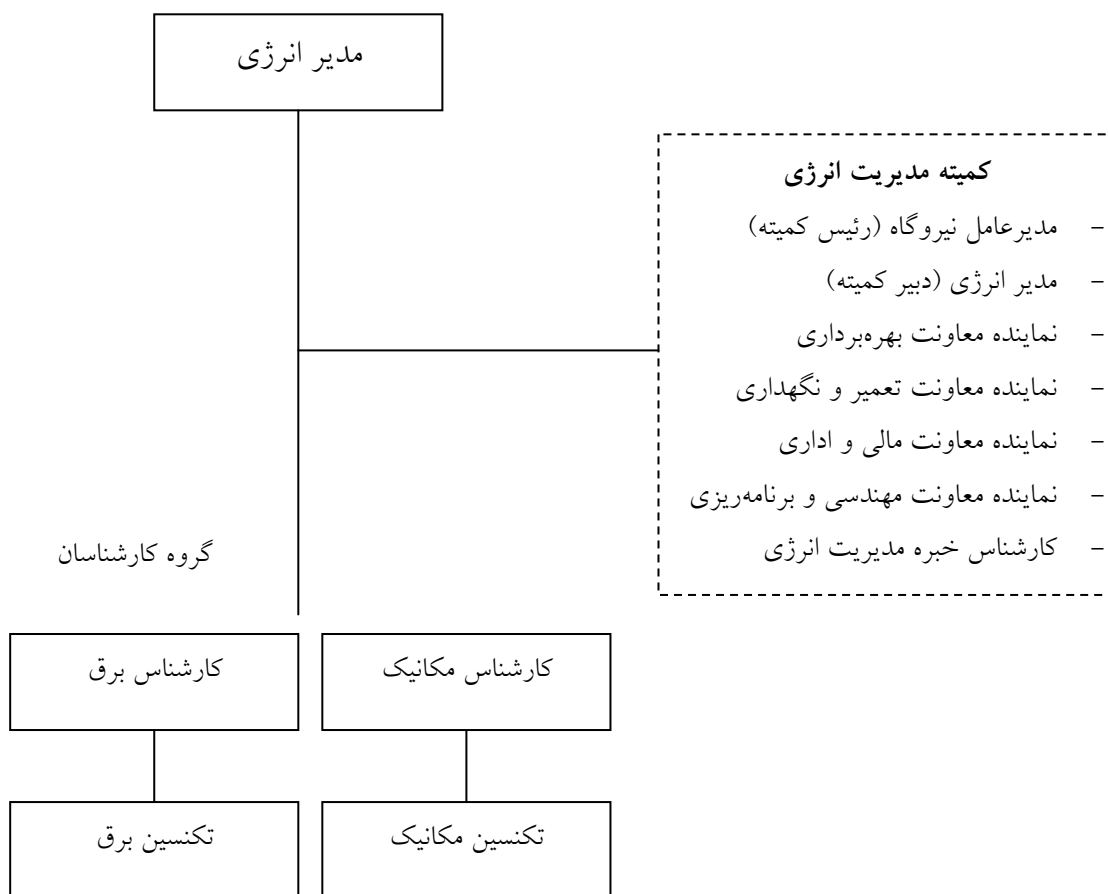 مدیر انرژی
کمیته مدیریت انرژی
- مدیرعامل نیروگاه (رئیس کمیته)
- مدیر انرژی (دبیر کمیته)
- نماینده معاونت بهره‌برداری
- نماینده معاونت تعمیر و نگهداری
- نماینده معاونت مالی و اداری
- نماینده معاونت مهندسی و برنامه‌ریزی
- کارشناس خبره مدیریت انرژی
گروه کارشناسان
کارشناس مکانیک
کارشناس برق
تکنسین مکانیک
تکنسین برق